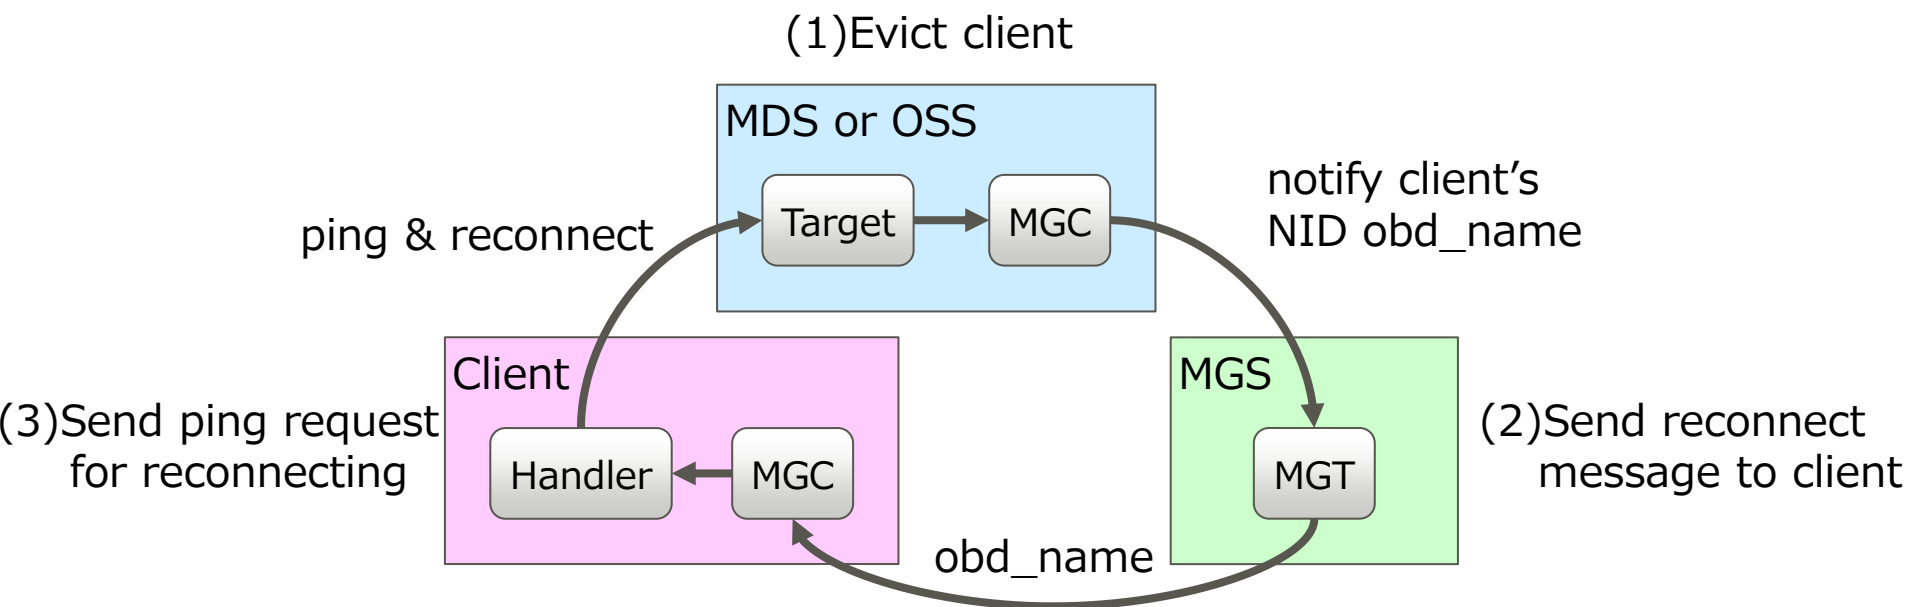 (1)Evict client
MDS or OSS
Target
MGC
notify client’s
NID obd_name
ping & reconnect
Client
(3)Send ping request
for reconnecting
Handler
MGC
MGS
MGT
(2)Send reconnect
message to client
obd_name